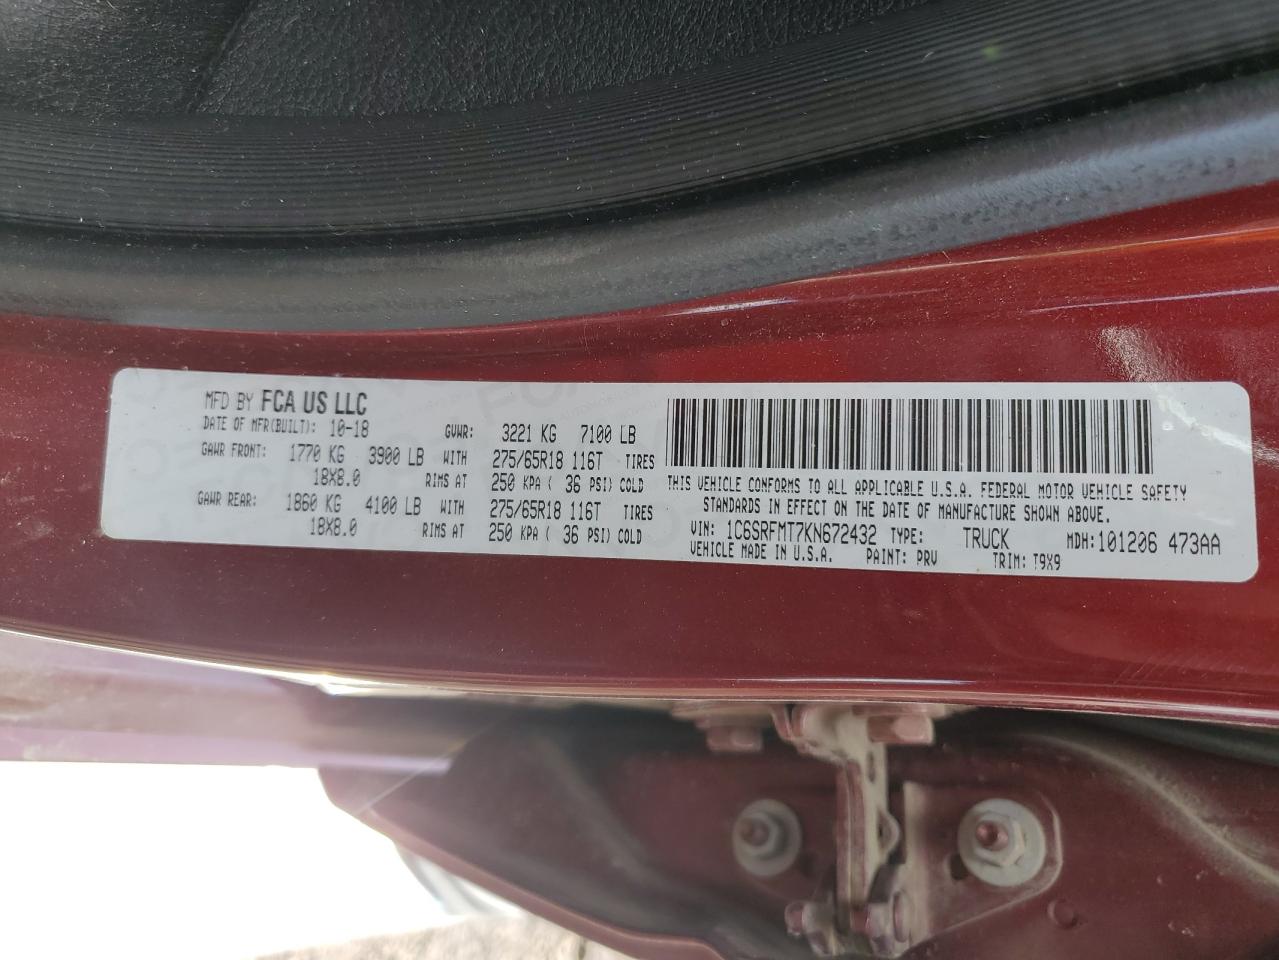 MFD BY FCA US LLC
DATE OF MFR(BUILT): 10-18 GVWR: 3221 KG 7100 LB
GAWR FRONT: 1770 KG 3900 LB WITH 275/65R18 116T TIRES
18X8.0 RIMS AT 250 KPA ( 36 PSI) COLD
GAWR REAR: 1860 KG 4100 LB WITH 275/65R18 116T TIRES
18X8.0 RIMS AT 250 KPA ( 36 PSI) COLD
THIS VEHICLE CONFORMS TO ALL APPLICABLE U.S.A. FEDERAL MOTOR VEHICLE SAFETY
STANDARDS IN EFFECT ON THE DATE OF MANUFACTURE SHOWN ABOVE.
VIN: 1C6SRFMT7KN672432 TYPE: TRUCK MDH:101206 473AA
VEHICLE MADE IN U.S.A. PAINT: PRV TRIM: T9X9